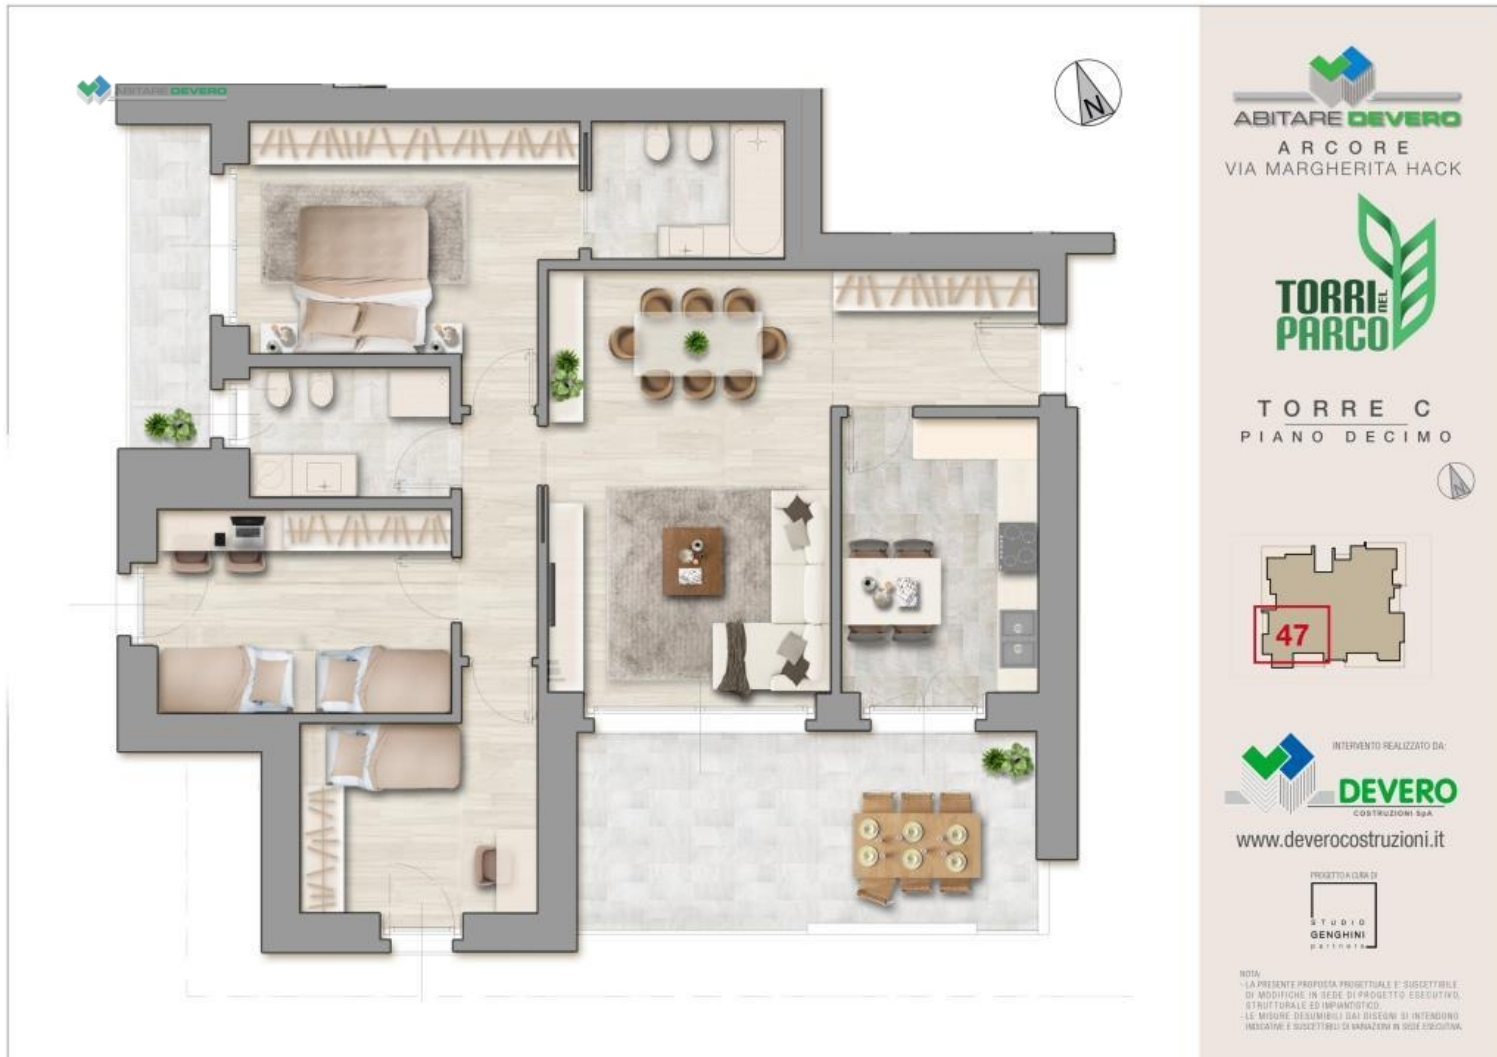 ABITARE DEVERO
N
ABITARE DEVERO
ARCORE
VIA MARGHERITA HACK
TORRI
NEL
PARCO
TORRE C
PIANO DECIMO
N
47
INTERVENTO REALIZZATO DA:
DEVERO
COSTRUZIONI SpA
www.deverocostruzioni.it
PROGETTO A CURA DI
STUDIO
GENGHINI
partners
NOTA:
- LA PRESENTE PROPOSTA PROGETTUALE E' SUSCETTIBILE
DI MODIFICHE IN SEDE DI PROGETTO ESECUTIVO,
STRUTTURALE ED IMPIANTISTICO.
- LE MISURE DESUMIBILI DAI DISEGNI SI INTENDONO
INDICATIVE E SUSCETTIBILI DI VARIAZIONI IN SEDE ESECUTIVA.